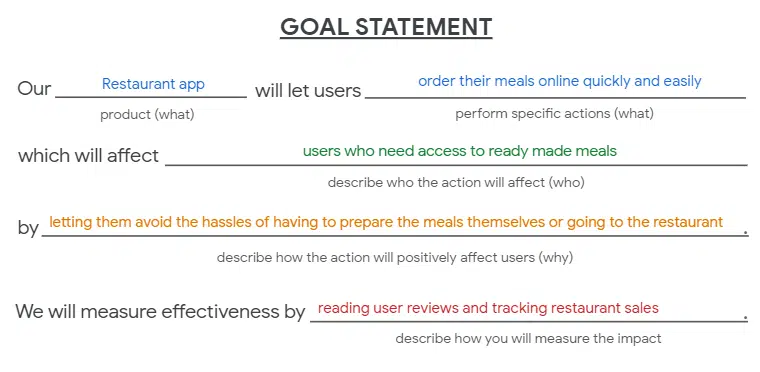 GOAL STATEMENT
Our Restaurant app will let users order their meals online quickly and easily
product (what) perform specific actions (what)
which will affect users who need access to ready made meals
describe who the action will affect (who)
by letting them avoid the hassles of having to prepare the meals themselves or going to the restaurant .
describe how the action will positively affect users (why)
We will measure effectiveness by reading user reviews and tracking restaurant sales .
describe how you will measure the impact